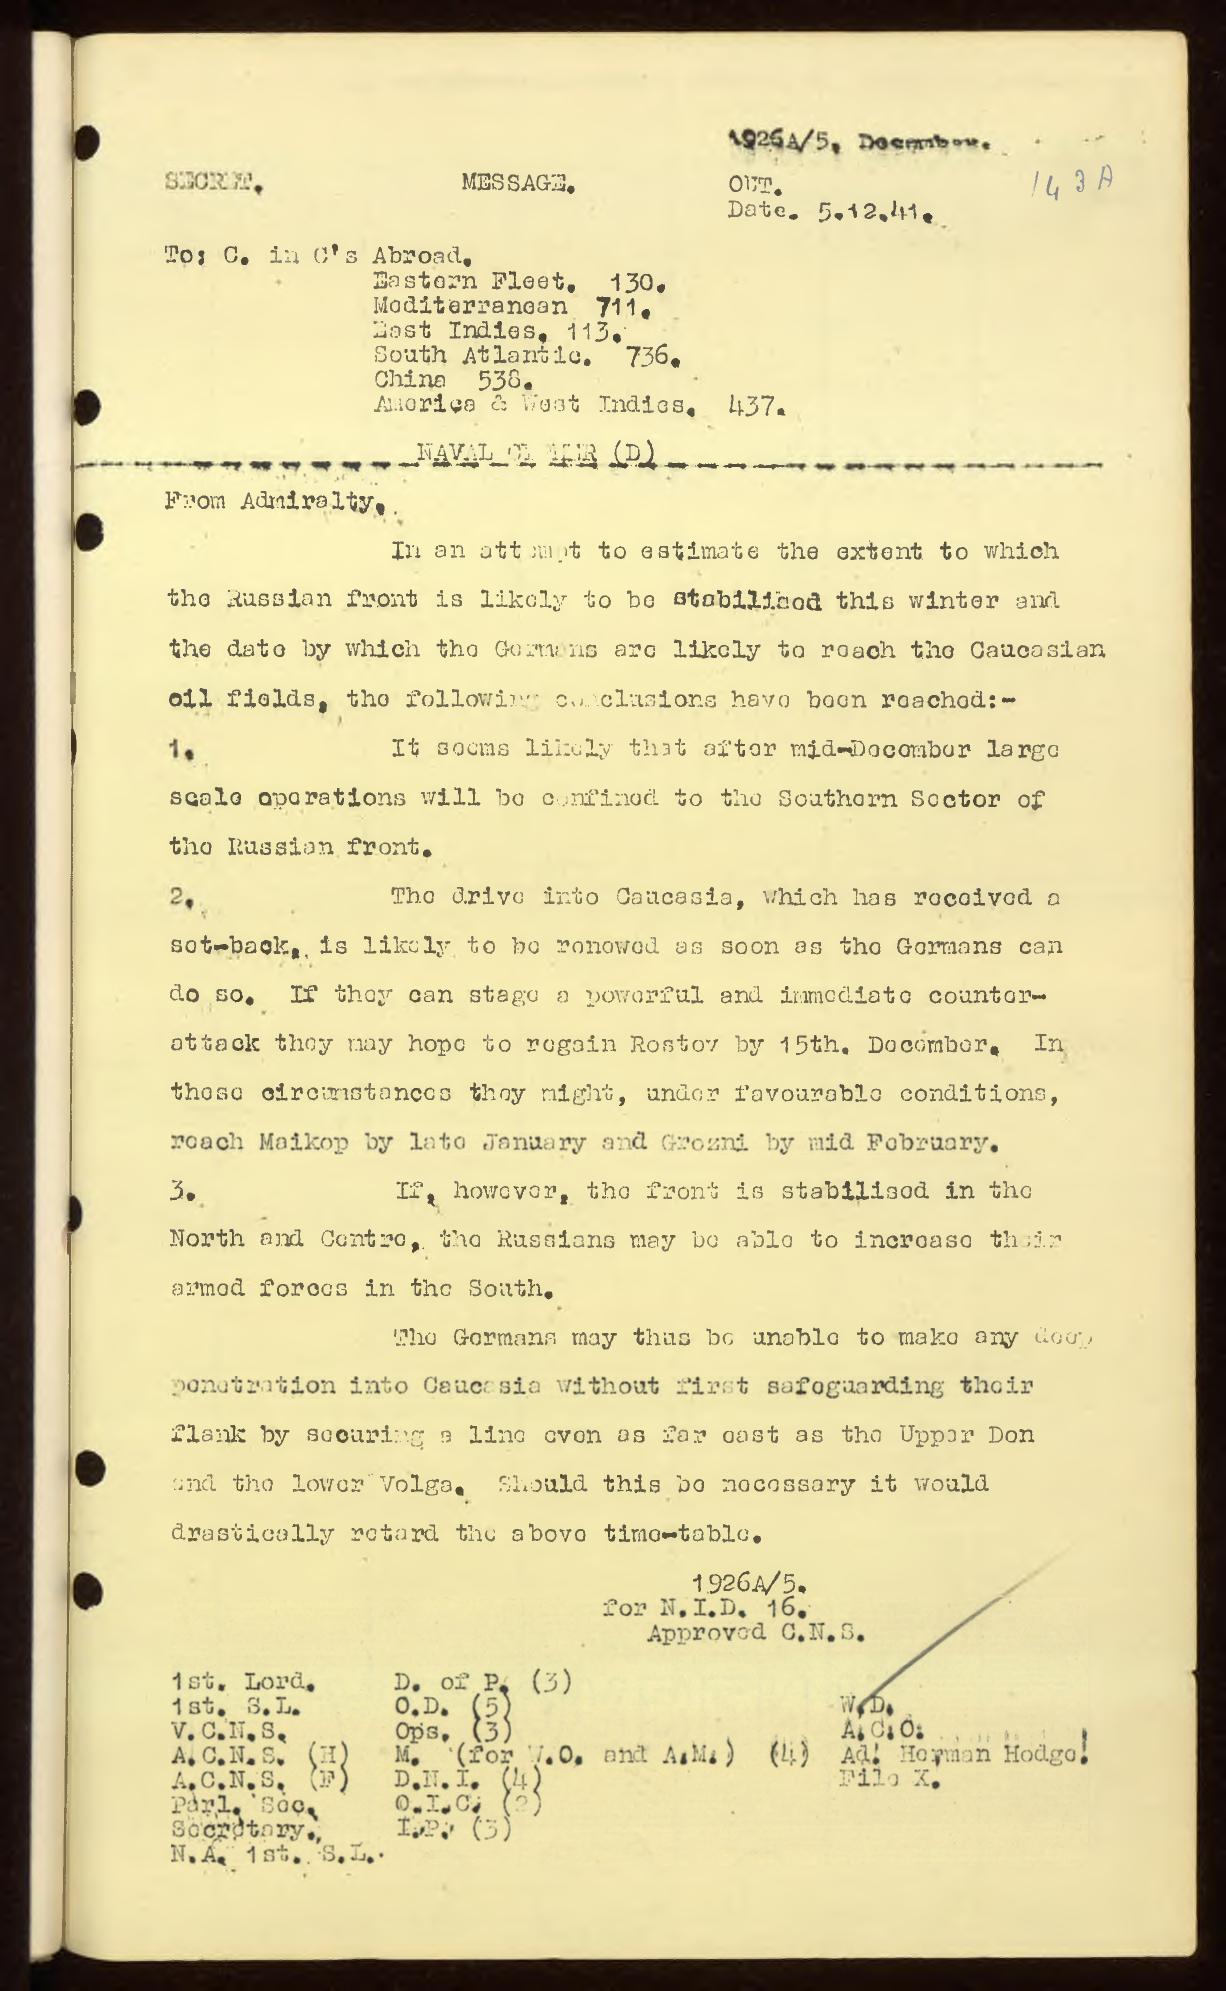 1926A/5. December.
SECRET. MESSAGE. OUT. 143A
Date. 5.12.41.
To: C. in C's Abroad.
Eastern Fleet. 130.
Mediterranean 711.
East Indies. 113.
South Atlantic. 736.
China 538.
America & West Indies. 437.
NAVAL CYPHER (D)
From Admiralty.
In an attempt to estimate the extent to which
the Russian front is likely to be stabilised this winter and
the date by which the Germans are likely to reach the Caucasian
oil fields, the following conclusions have been reached:-
1. It seems likely that after mid-December large
scale operations will be confined to the Southern Sector of
the Russian front.
2. The drive into Caucasia, which has received a
set-back, is likely to be renewed as soon as the Germans can
do so. If they can stage a powerful and immediate counter-
attack they may hope to regain Rostov by 15th. December. In
these circumstances they might, under favourable conditions,
reach Maikop by late January and Grozni by mid February.
3. If, however, the front is stabilised in the
North and Centre, the Russians may be able to increase their
armed forces in the South.
The Germans may thus be unable to make any deep
penetration into Caucasia without first safeguarding their
flank by securing a line even as far east as the Upper Don
and the lower Volga. Should this be necessary it would
drastically retard the above time-table.
1926A/5.
for N.I.D. 16.
Approved C.N.S.
1st. Lord. D. of P. (3)
1st. S.L. O.D. (5) W.D.
V.C.N.S. Ops. (3) A.C.O.
A.C.N.S. (H) M. (for W.O. and A.M.) (4) Ad! Herman Hodge!
A.C.N.S. (F) D.N.I. (4) File X.
Parl. Sec. O.I.C. (2)
Secretary. I.P. (3)
N.A. 1st. S.L.